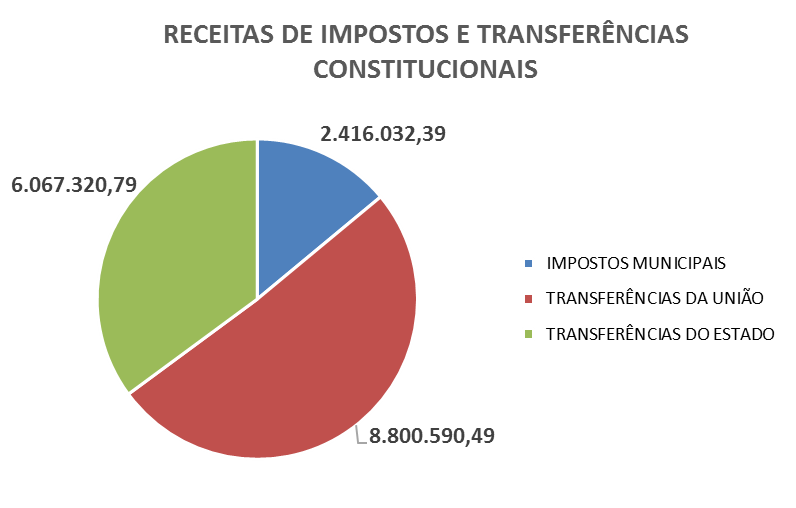 RECEITAS DE IMPOSTOS E TRANSFERÊNCIAS
CONSTITUCIONAIS
2.416.032,39
6.067.320,79
8.800.590,49
IMPOSTOS MUNICIPAIS
TRANSFERÊNCIAS DA UNIÃO
TRANSFERÊNCIAS DO ESTADO